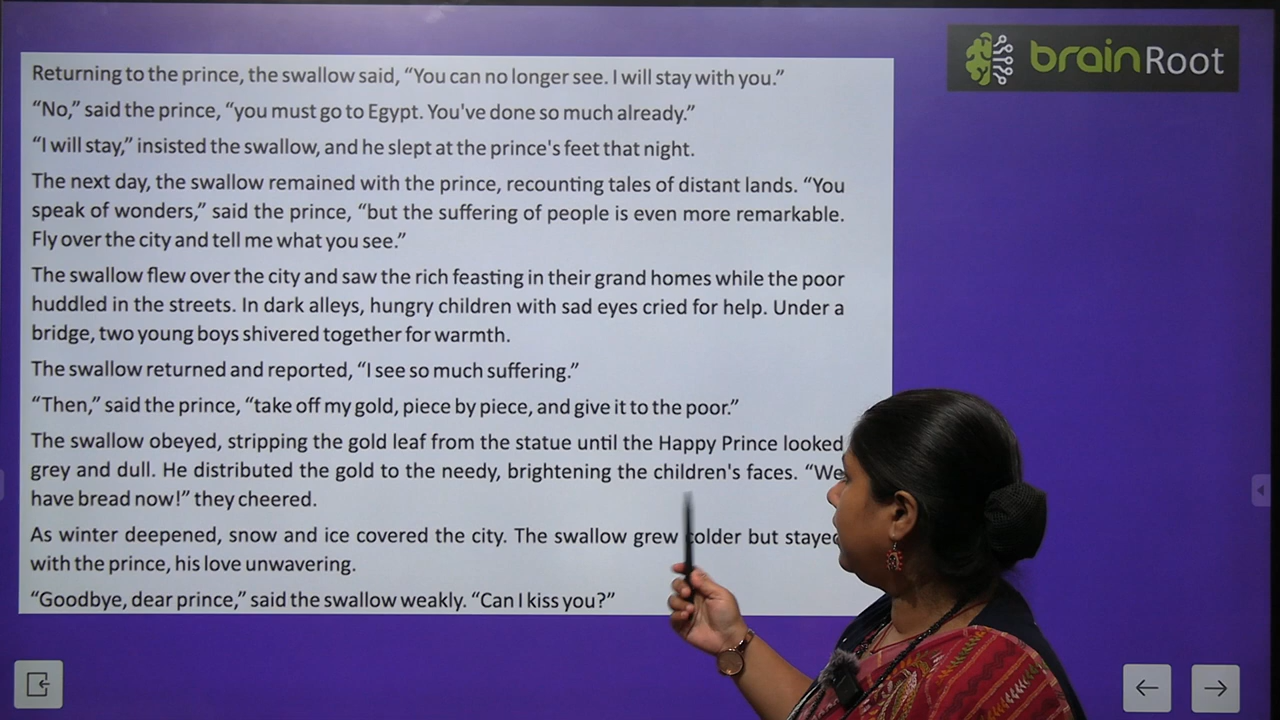 brainRoot
Returning to the prince, the swallow said, “You can no longer see. I will stay with you.”
“No,” said the prince, “you must go to Egypt. You've done so much already.”
“I will stay,” insisted the swallow, and he slept at the prince's feet that night.
The next day, the swallow remained with the prince, recounting tales of distant lands. “You
speak of wonders,” said the prince, “but the suffering of people is even more remarkable.
Fly over the city and tell me what you see.”
The swallow flew over the city and saw the rich feasting in their grand homes while the poor
huddled in the streets. In dark alleys, hungry children with sad eyes cried for help. Under a
bridge, two young boys shivered together for warmth.
The swallow returned and reported, “I see so much suffering.”
“Then,” said the prince, “take off my gold, piece by piece, and give it to the poor.”
The swallow obeyed, stripping the gold leaf from the statue until the Happy Prince looked
grey and dull. He distributed the gold to the needy, brightening the children's faces. “We
have bread now!” they cheered.
As winter deepened, snow and ice covered the city. The swallow grew colder but stayed
with the prince, his love unwavering.
“Goodbye, dear prince,” said the swallow weakly. “Can I kiss you?”